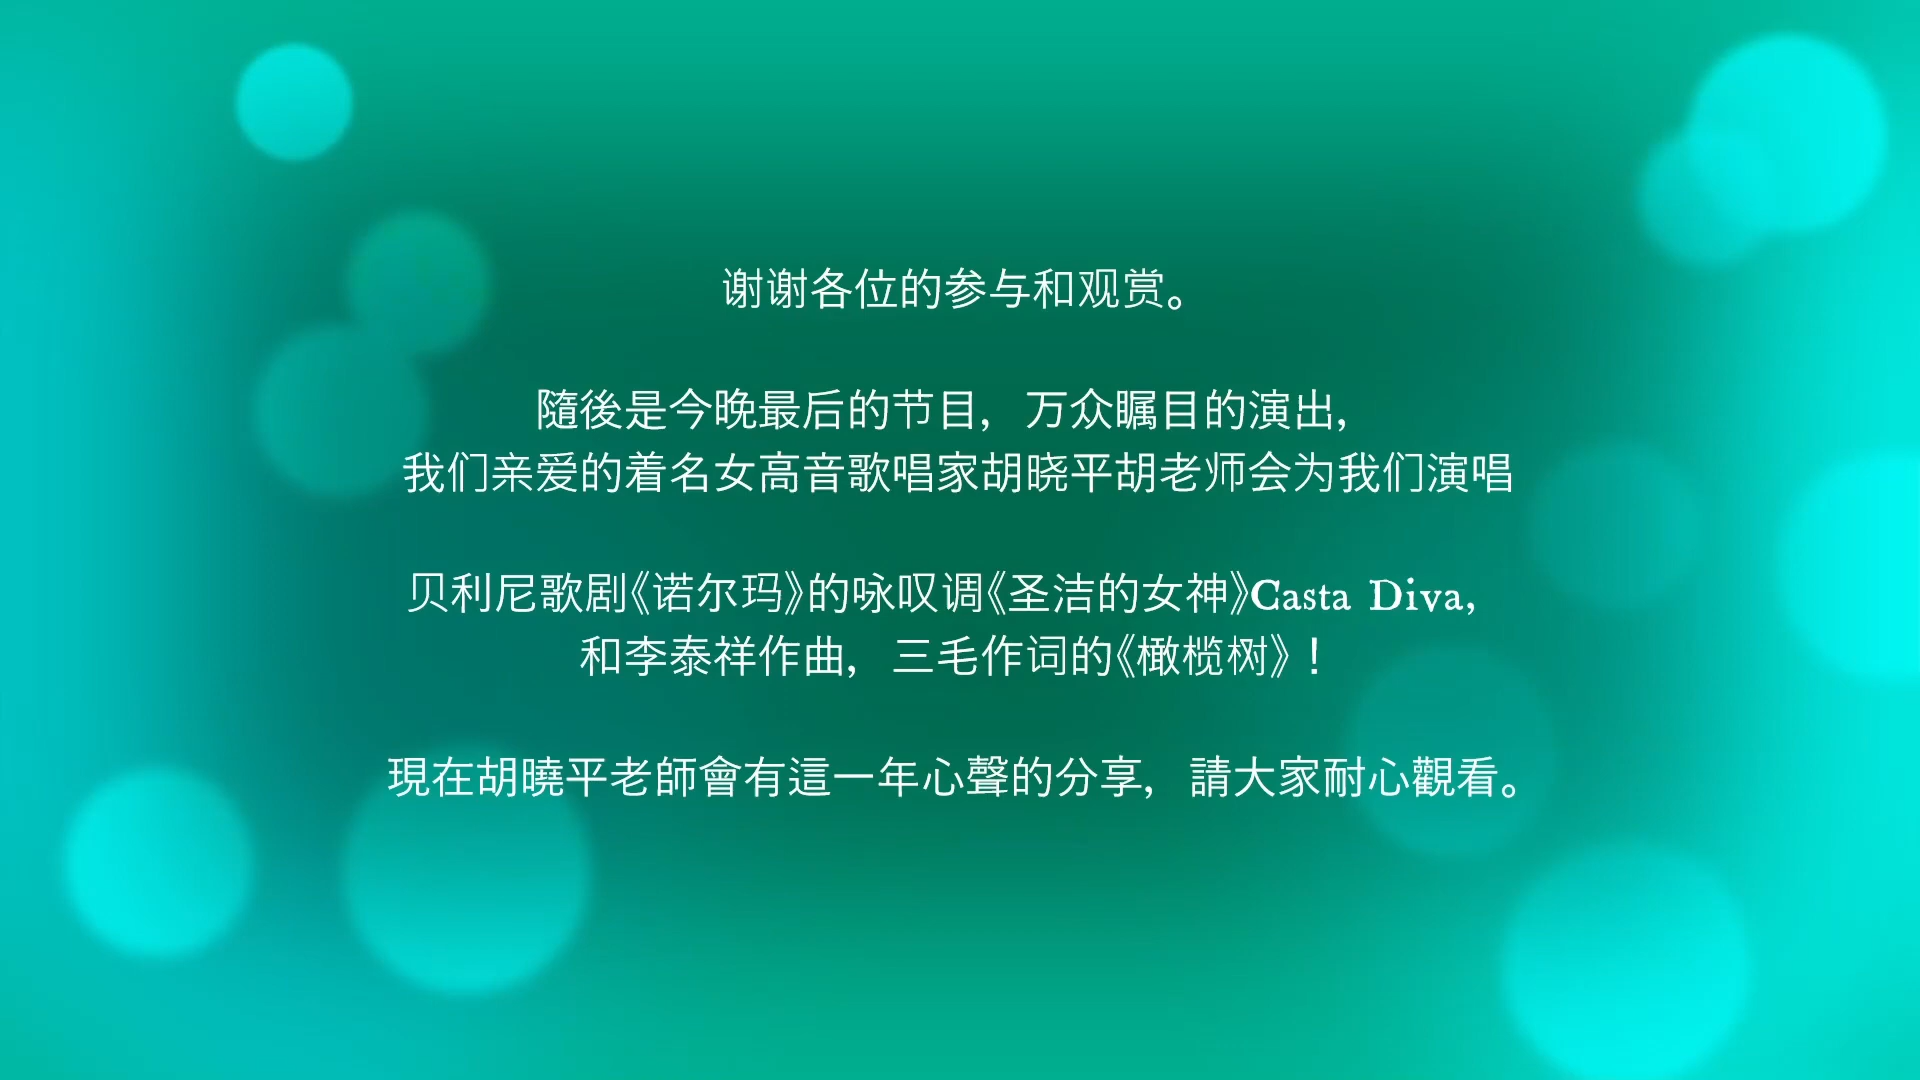 谢谢各位的参与和观赏。
隨後是今晚最后的节目，万众瞩目的演出，
我们亲爱的着名女高音歌唱家胡晓平胡老师会为我们演唱
贝利尼歌剧《诺尔玛》的咏叹调《圣洁的女神》Casta Diva，
和李泰祥作曲，三毛作词的《橄榄树》！
現在胡曉平老師會有這一年心聲的分享，請大家耐心觀看。